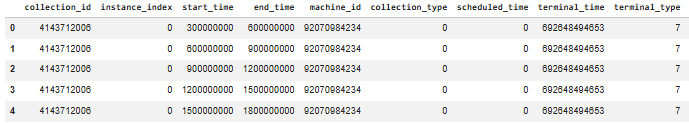 collection_id instance_index start_time end_time machine_id collection_type scheduled_time terminal_time terminal_type
0 4143712006 0 300000000 600000000 92070984234 0 0 692648494653 7
1 4143712006 0 600000000 900000000 92070984234 0 0 692648494653 7
2 4143712006 0 900000000 1200000000 92070984234 0 0 692648494653 7
3 4143712006 0 1200000000 1500000000 92070984234 0 0 692648494653 7
4 4143712006 0 1500000000 1800000000 92070984234 0 0 692648494653 7